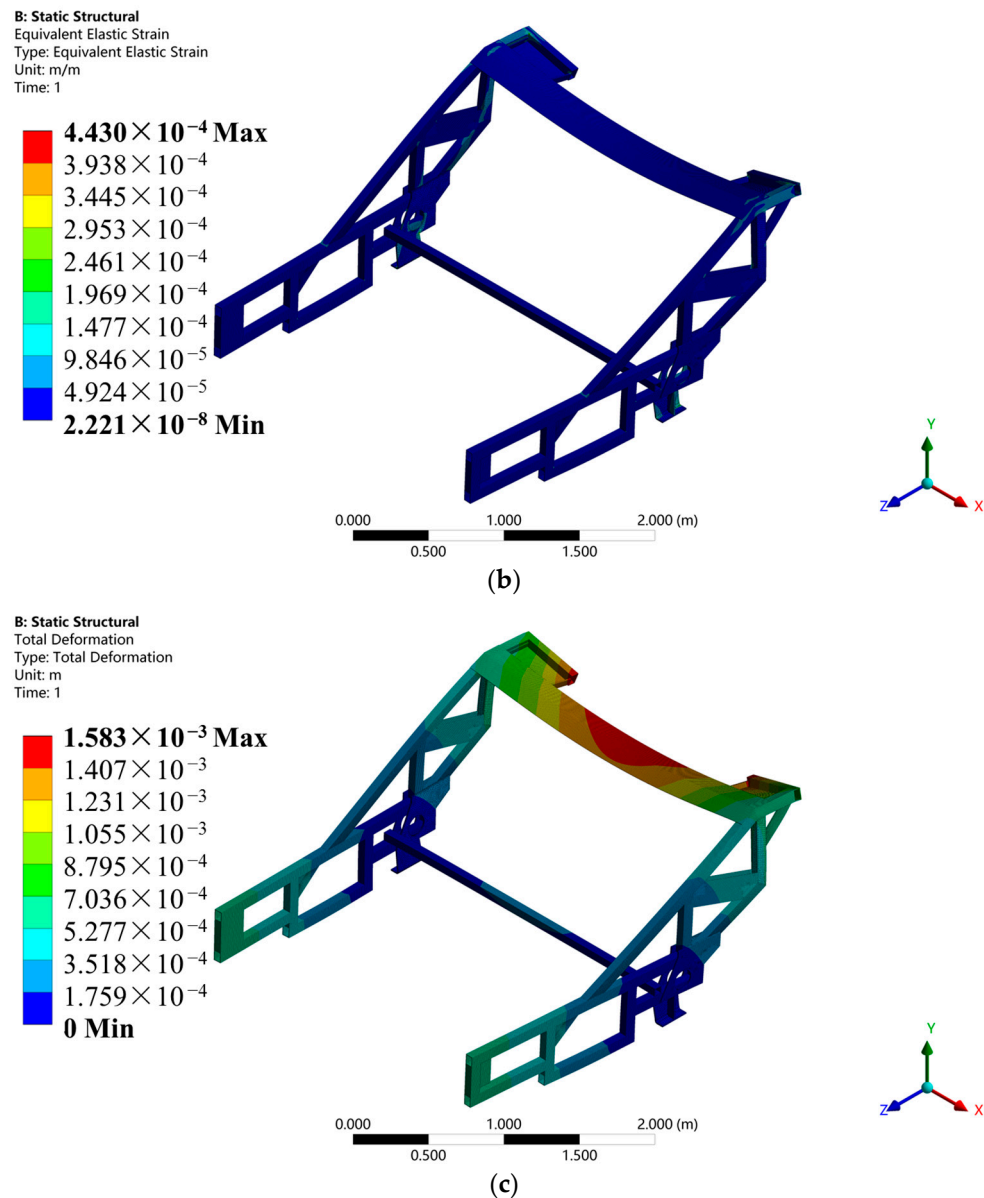 B: Static Structural
Equivalent Elastic Strain
Type: Equivalent Elastic Strain
Unit: m/m
Time: 1
4.430×10⁻⁴ Max
3.938×10⁻⁴
3.445×10⁻⁴
2.953×10⁻⁴
2.461×10⁻⁴
1.969×10⁻⁴
1.477×10⁻⁴
9.846×10⁻⁵
4.924×10⁻⁵
2.221×10⁻⁸ Min
Y
Z
X
0.000 1.000 2.000 (m)
0.500 1.500
(b)
B: Static Structural
Total Deformation
Type: Total Deformation
Unit: m
Time: 1
1.583×10⁻³ Max
1.407×10⁻³
1.231×10⁻³
1.055×10⁻³
8.795×10⁻⁴
7.036×10⁻⁴
5.277×10⁻⁴
3.518×10⁻⁴
1.759×10⁻⁴
0 Min
Y
Z
X
0.000 1.000 2.000 (m)
0.500 1.500
(c)